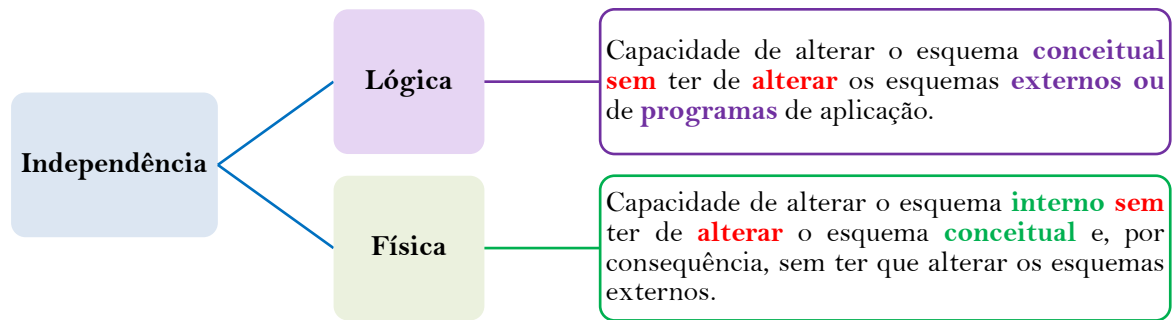 Independência
Lógica
Capacidade de alterar o esquema conceitual
sem ter de alterar os esquemas externos ou
de programas de aplicação.
Física
Capacidade de alterar o esquema interno sem
ter de alterar o esquema conceitual e, por
consequência, sem ter que alterar os esquemas
externos.